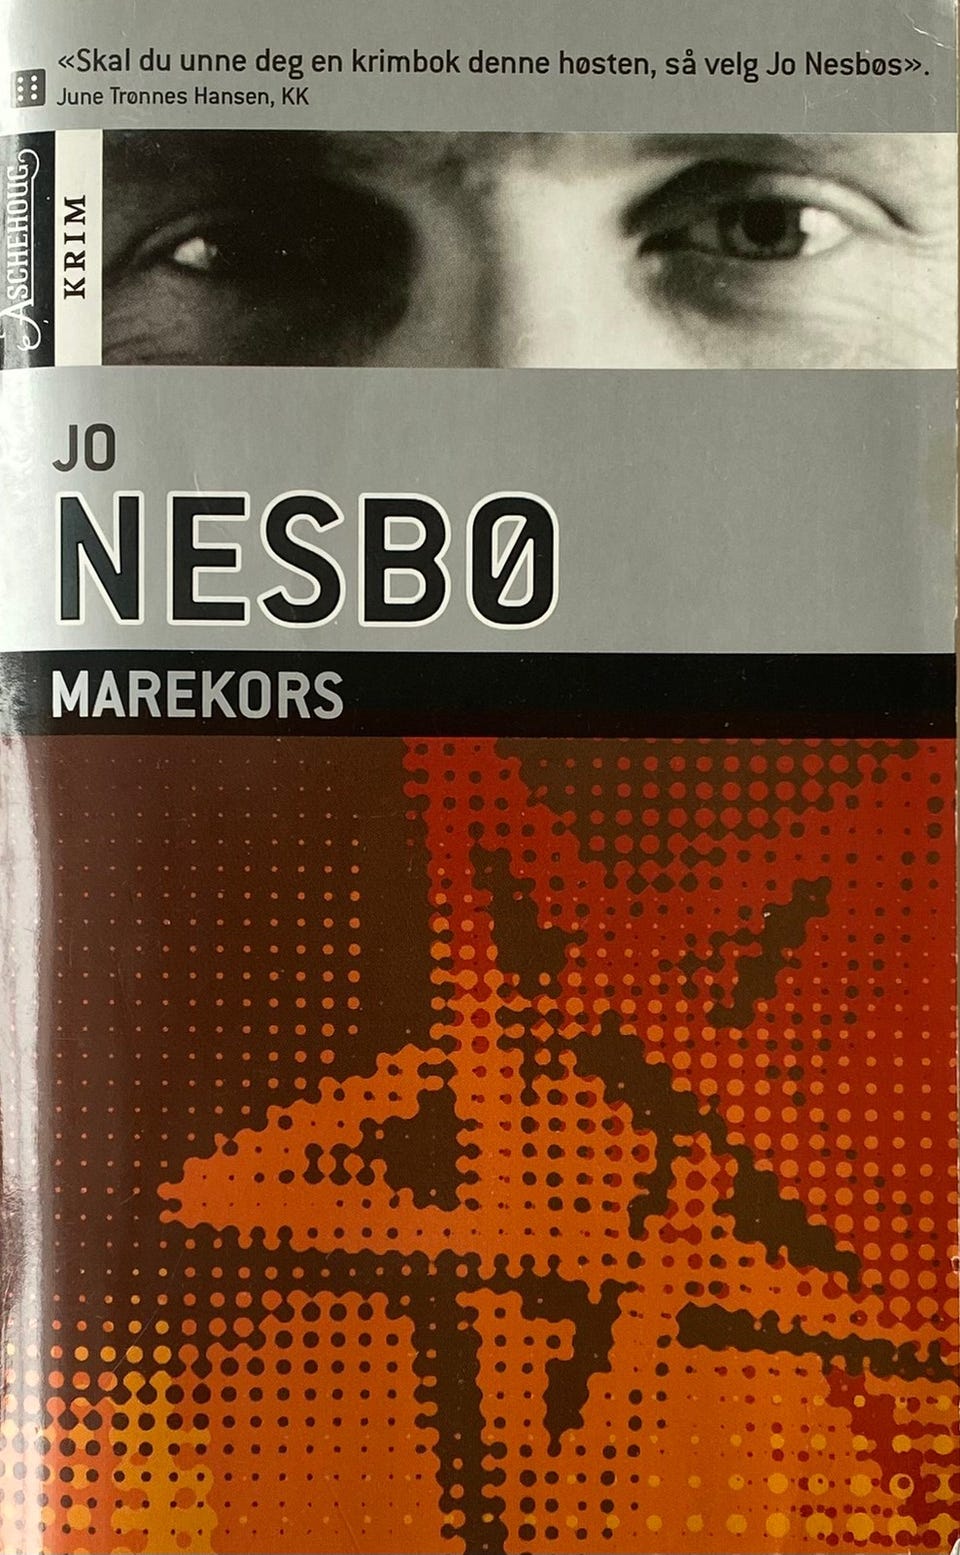 «Skal du unne deg en krimbok denne høsten, så velg Jo Nesbøs».
June Trønnes Hansen, KK
ASCHEHOUG
KRIM
JO
NESBØ
MAREKORS